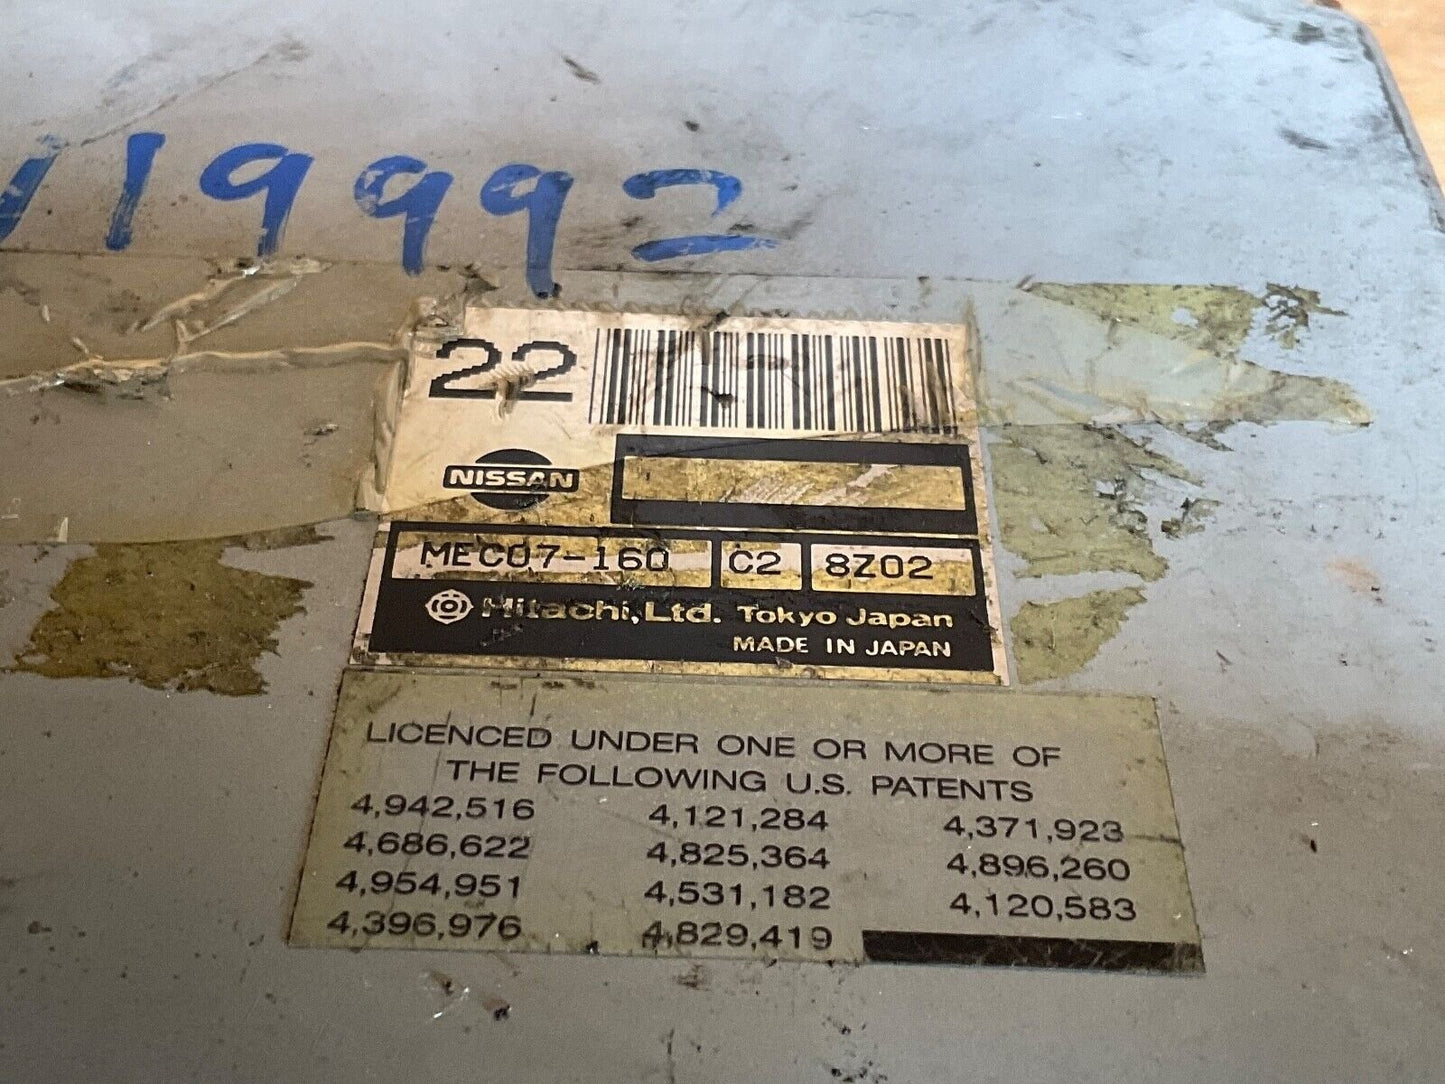 119992
22
NISSAN
MEC07-160 C2 8Z02
Hitachi, Ltd. Tokyo Japan
MADE IN JAPAN
LICENCED UNDER ONE OR MORE OF
THE FOLLOWING U.S. PATENTS
4,942,516 4,121,284 4,371,923
4,686,622 4,825,364 4,896,260
4,954,951 4,531,182 4,120,583
4,396,976 4,829,419